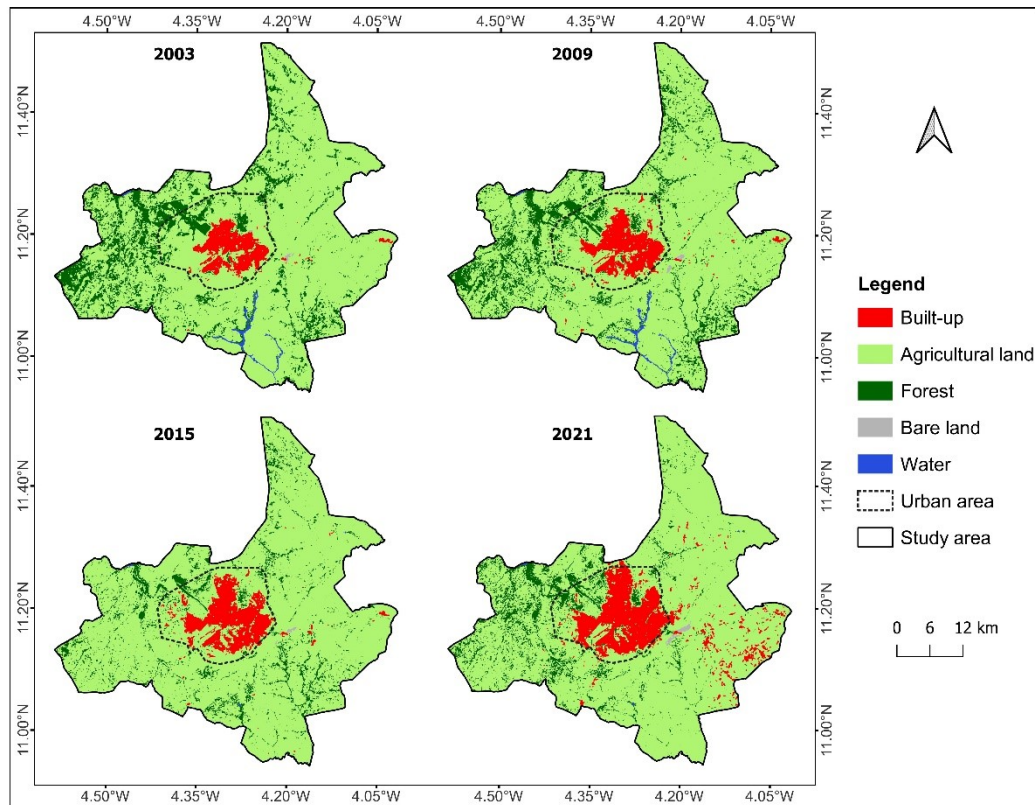 4.50°W 4.35°W 4.20°W 4.05°W 4.50°W 4.35°W 4.20°W 4.05°W
2003 2009
11.40°N 11.40°N
11.20°N 11.20°N
11.00°N 11.00°N
2015 2021
11.40°N 11.40°N
11.20°N 11.20°N
11.00°N 11.00°N
4.50°W 4.35°W 4.20°W 4.05°W 4.50°W 4.35°W 4.20°W 4.05°W
Legend
Built-up
Agricultural land
Forest
Bare land
Water
Urban area
Study area
0 6 12 km